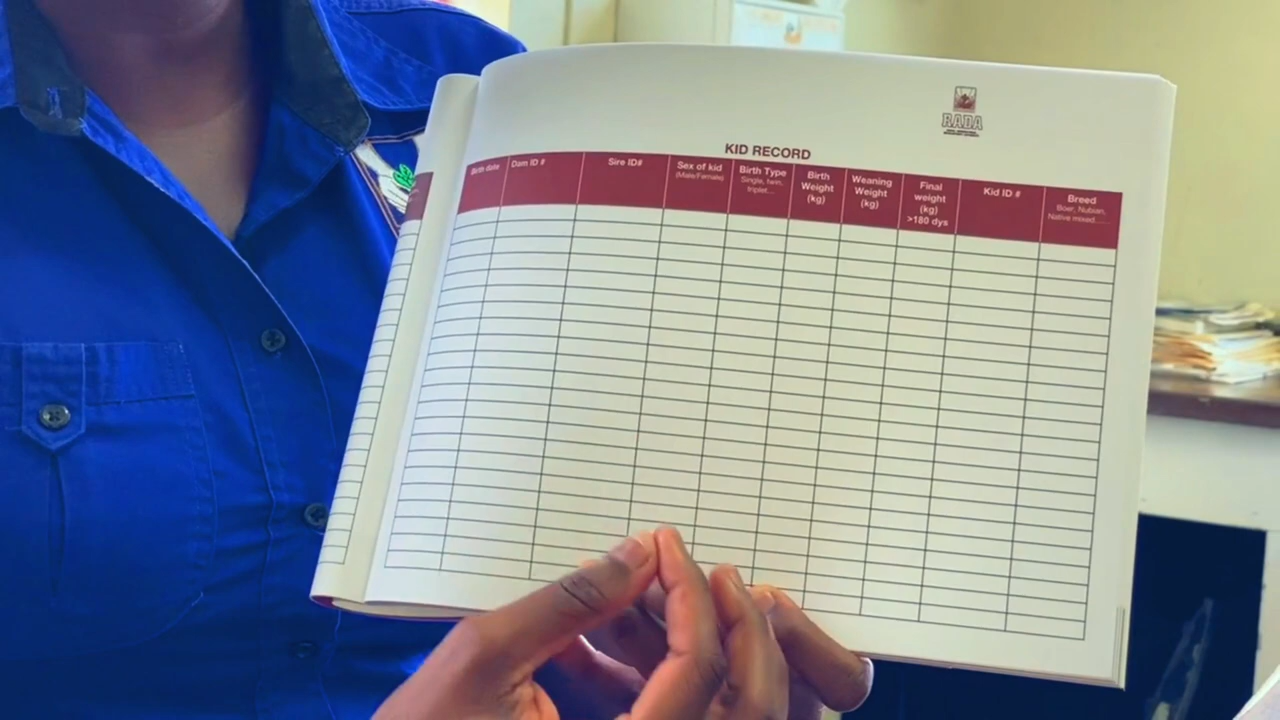 RADA
KID RECORD
Birth date
Dam ID #
Sire ID#
Sex of kid
(Male/Female)
Birth Type
Single, twin,
triplet...
Birth
Weight
(kg)
Weaning
Weight
(kg)
Final
weight
(kg)
>180 dys
Kid ID #
Breed
Boer, Nubian,
Native mixed....